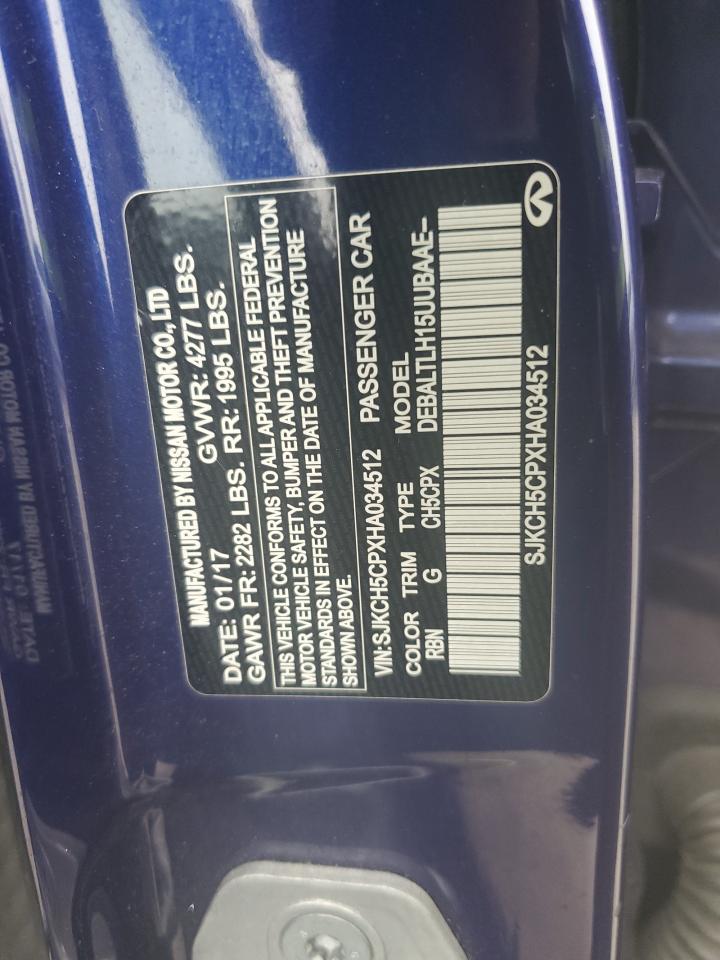 MANUFACTURED BY NISSAN MOTOR CO., LTD
DATE: 01/17 GVWR: 4277 LBS.
GAWR FR: 2282 LBS. RR: 1995 LBS.
THIS VEHICLE CONFORMS TO ALL APPLICABLE FEDERAL
MOTOR VEHICLE SAFETY, BUMPER AND THEFT PREVENTION
STANDARDS IN EFFECT ON THE DATE OF MANUFACTURE
SHOWN ABOVE.
VIN:SJKCH5CPXHA034512 PASSENGER CAR
COLOR TRIM TYPE MODEL
RBN G CH5CPX DEBALTLH15UUBAAE--
SJKCH5CPXHA034512